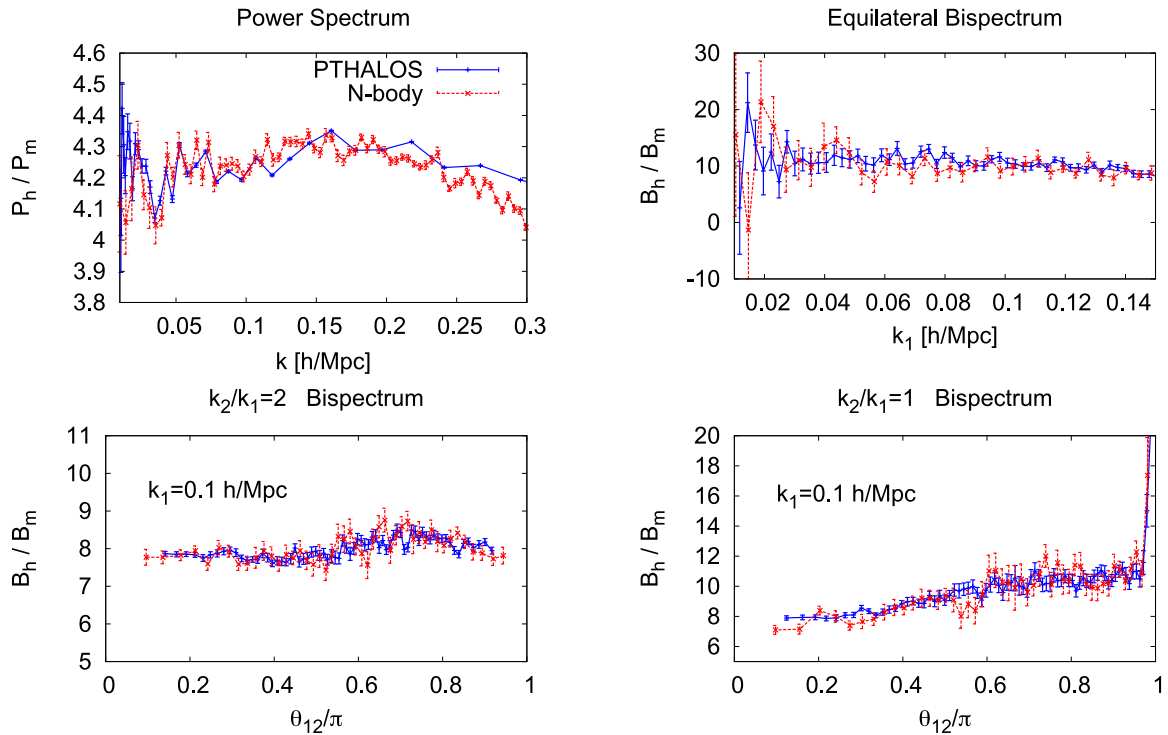 Power Spectrum
P_h / P_m
4.6
4.5
4.4
4.3
4.2
4.1
4
3.9
3.8
PTHALOS
N-body
0.05 0.1 0.15 0.2 0.25 0.3
k [h/Mpc]
Equilateral Bispectrum
B_h / B_m
30
20
10
0
-10
0.02 0.04 0.06 0.08 0.1 0.12 0.14
k_1 [h/Mpc]
k_2/k_1=2 Bispectrum
B_h / B_m
11
10
9
8
7
6
5
k_1=0.1 h/Mpc
0 0.2 0.4 0.6 0.8 1
θ_12/π
k_2/k_1=1 Bispectrum
B_h / B_m
20
18
16
14
12
10
8
6
k_1=0.1 h/Mpc
0 0.2 0.4 0.6 0.8 1
θ_12/π